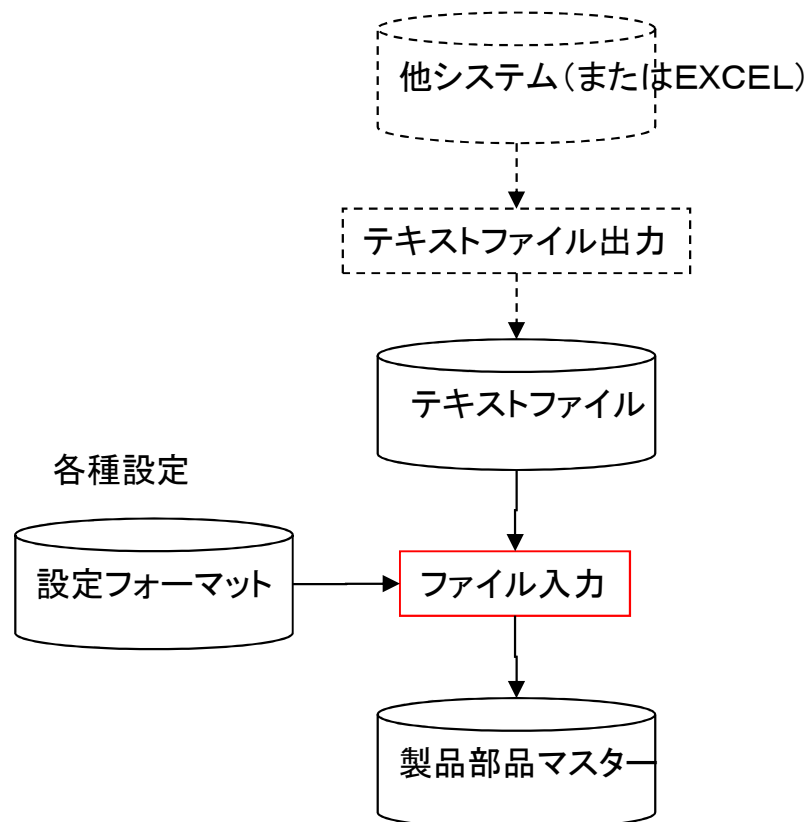 他システム（またはEXCEL）
テキストファイル出力
テキストファイル
各種設定
設定フォーマット
ファイル入力
製品部品マスター